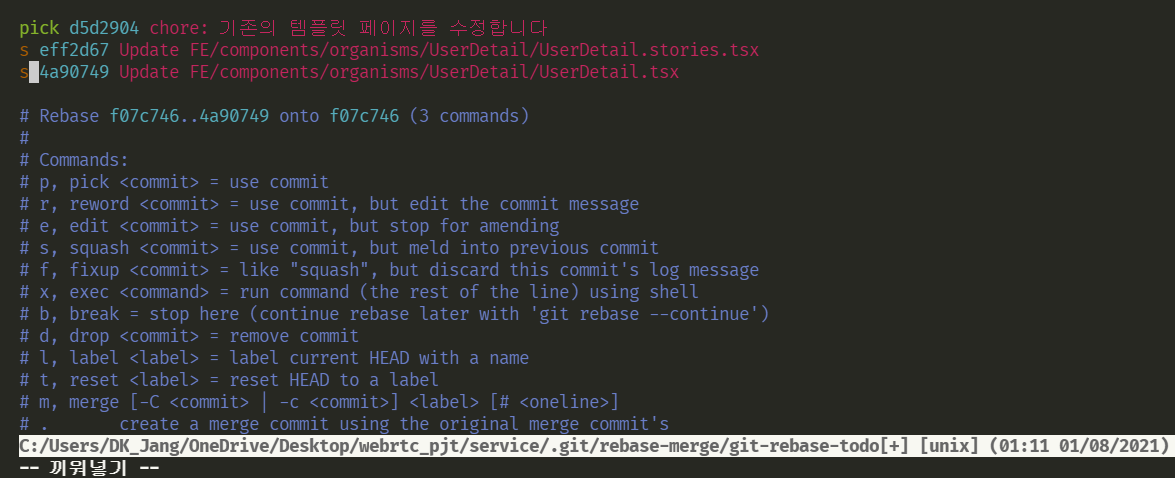 pick d5d2904 chore: 기존의 템플릿 페이지를 수정합니다
s eff2d67 Update FE/components/organisms/UserDetail/UserDetail.stories.tsx
s 4a90749 Update FE/components/organisms/UserDetail/UserDetail.tsx
# Rebase f07c746..4a90749 onto f07c746 (3 commands)
#
# Commands:
# p, pick <commit> = use commit
# r, reword <commit> = use commit, but edit the commit message
# e, edit <commit> = use commit, but stop for amending
# s, squash <commit> = use commit, but meld into previous commit
# f, fixup <commit> = like "squash", but discard this commit's log message
# x, exec <command> = run command (the rest of the line) using shell
# b, break = stop here (continue rebase later with 'git rebase --continue')
# d, drop <commit> = remove commit
# l, label <label> = label current HEAD with a name
# t, reset <label> = reset HEAD to a label
# m, merge [-C <commit> | -c <commit>] <label> [# <oneline>]
# .       create a merge commit using the original merge commit's
C:/Users/DK_Jang/OneDrive/Desktop/webrtc_pjt/service/.git/rebase-merge/git-rebase-todo[+] [unix] (01:11 01/08/2021)
-- 끼워넣기 --